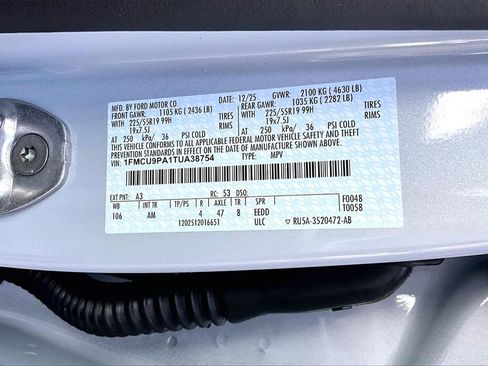 MFD. BY FORD MOTOR CO. 12/25 GVWR: 2100 KG ( 4630 LB)
FRONT GAWR: 1105 KG ( 2436 LB) REAR GAWR: 1035 KG ( 2282 LB)
WITH 225/55R19 99H TIRES WITH 225/55R19 99H TIRES
19x7.5J RIMS 19x7.5J RIMS
AT 250 kPa/ 36 PSI COLD AT 250 kPa/ 36 PSI COLD
THIS VEHICLE CONFORMS TO ALL APPLICABLE FEDERAL MOTOR VEHICLE SAFETY AND THEFT
PREVENTION STANDARDS IN EFFECT ON THE DATE OF MANUFACTURE SHOWN ABOVE.
VIN: 1FMCU9PA1TUA38754 TYPE: MPV
EXT PNT: A3 RC: 53 DSO:
WB INT TR TP/PS R AXLE TR SPR F0048
106 AM 4 47 8 EEDD T0058
1202512016651 ULC RU5A-3520472-AB